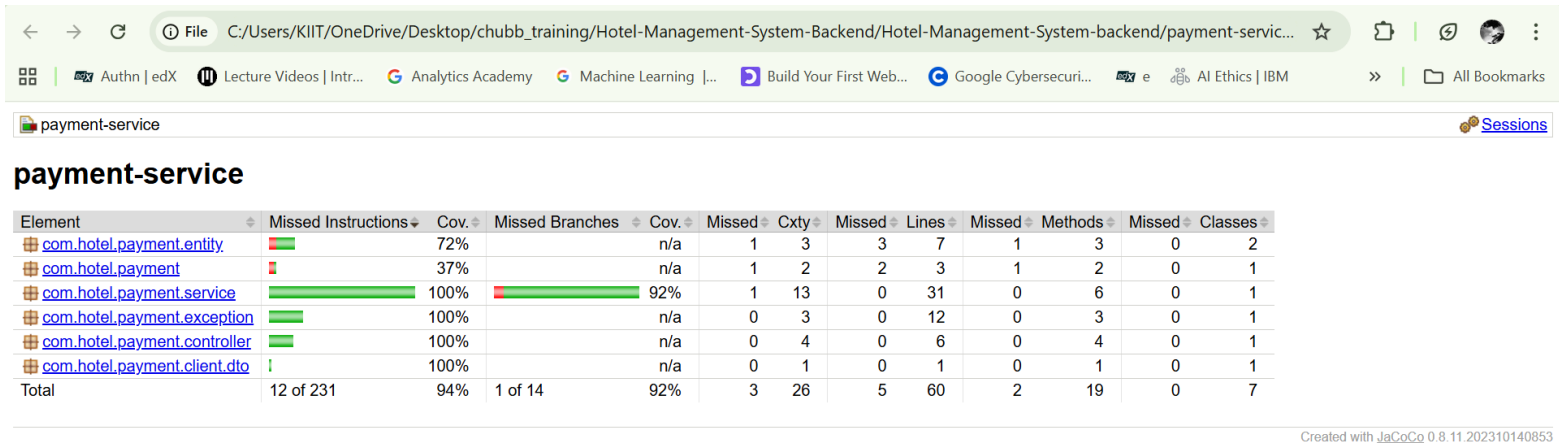 File C:/Users/KIIT/OneDrive/Desktop/chubb_training/Hotel-Management-System-Backend/Hotel-Management-System-backend/payment-servic...
edX Authn | edX Lecture Videos | Intr... Analytics Academy Machine Learning |... Build Your First Web... Google Cybersecuri... edX e AI Ethics | IBM » All Bookmarks
payment-service Sessions
payment-service
Element Missed Instructions Cov. Missed Branches Cov. Missed Cxty Missed Lines Missed Methods Missed Classes
com.hotel.payment.entity 72% n/a 1 3 3 7 1 3 0 2
com.hotel.payment 37% n/a 1 2 2 3 1 2 0 1
com.hotel.payment.service 100% 92% 1 13 0 31 0 6 0 1
com.hotel.payment.exception 100% n/a 0 3 0 12 0 3 0 1
com.hotel.payment.controller 100% n/a 0 4 0 6 0 4 0 1
com.hotel.payment.client.dto 100% n/a 0 1 0 1 0 1 0 1
Total 12 of 231 94% 1 of 14 92% 3 26 5 60 2 19 0 7
Created with JaCoCo 0.8.11.202310140853